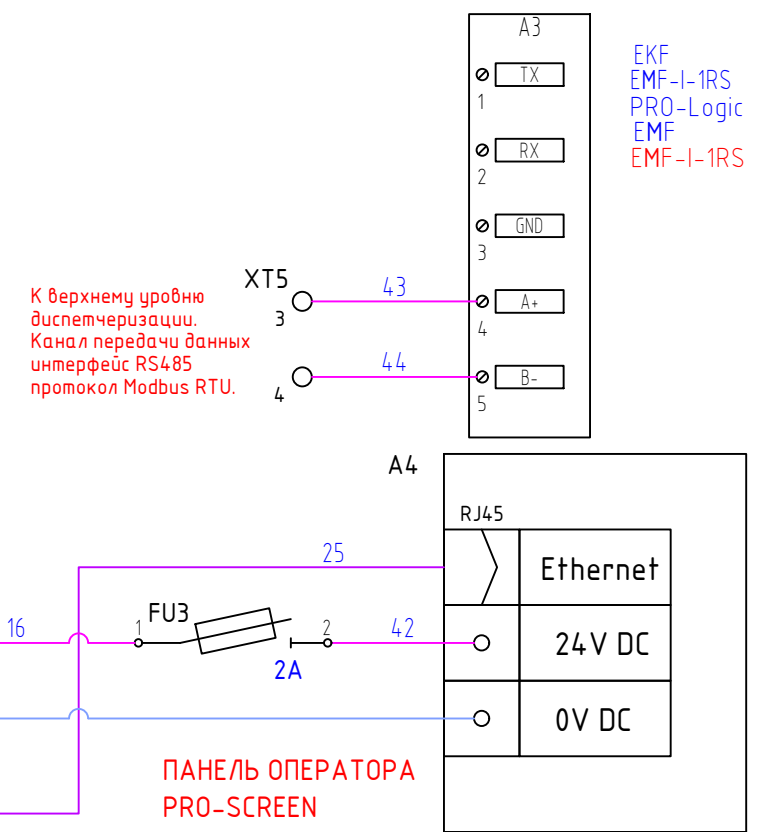 A3
TX
1
RX
2
GND
3
A+
4
B-
5
EKF
EMF-I-1RS
PRO-Logic
EMF
EMF-I-1RS
XT5
3
43
4
44
К верхнему уровню
диспетчеризации.
Канал передачи данных
интерфейс RS485
протокол Modbus RTU.
A4
RJ45
25
Ethernet
16
1
FU3
2
42
24V DC
2A
0V DC
ПАНЕЛЬ ОПЕРАТОРА
PRO-SCREEN